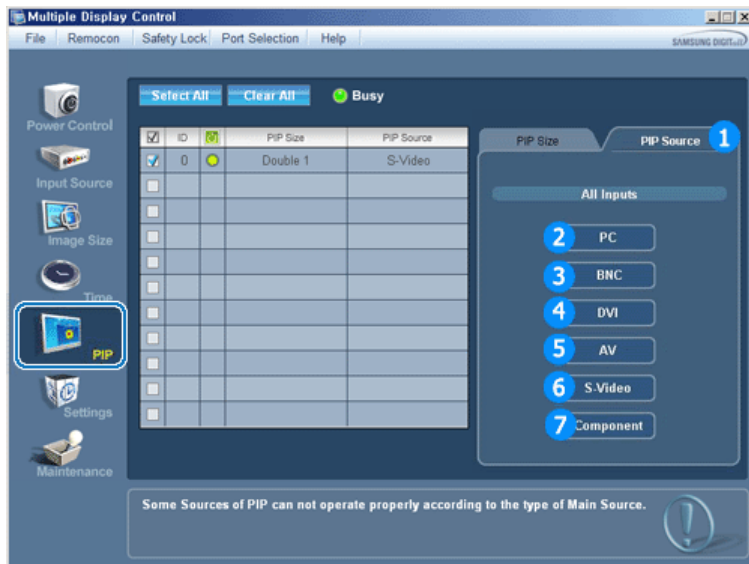 Multiple Display Control
File Remocon Safety Lock Port Selection Help
SAMSUNG DIGITall
Select All Clear All Busy
Power Control
ID PIP Size PIP Source
0 Double 1 S-Video
PIP Size PIP Source 1
Input Source
All Inputs
Image Size
2 PC
3 BNC
Time
4 DVI
PIP
5 AV
6 S-Video
Settings
7 Component
Maintenance
Some Sources of PIP can not operate properly according to the type of Main Source.